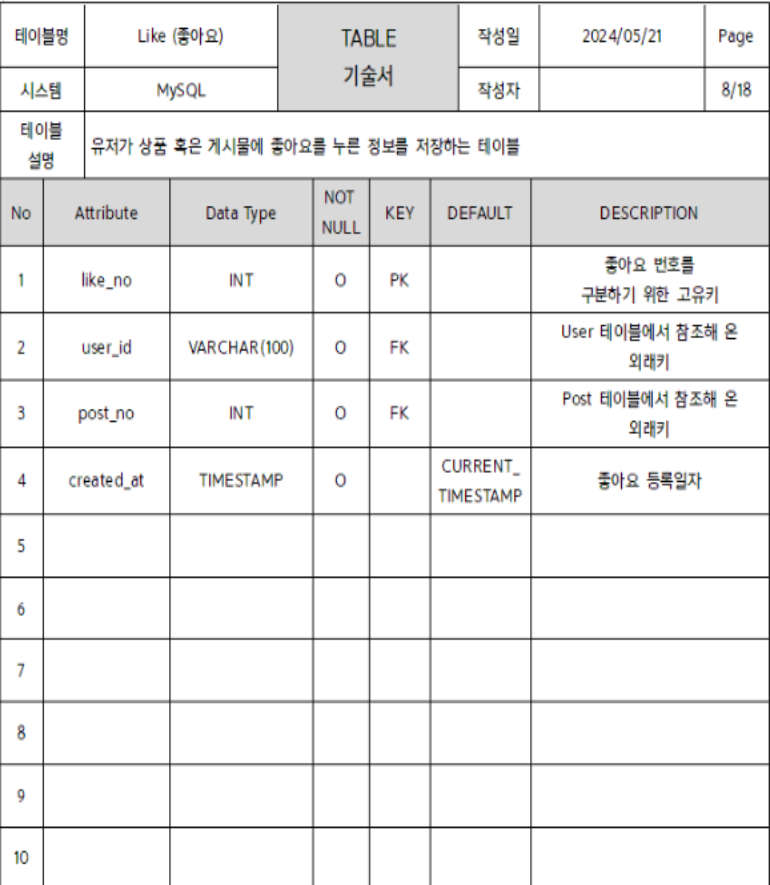 테이블명 Like (좋아요) TABLE 기술서 작성일 2024/05/21 Page
시스템 MySQL 작성자 8/18
테이블 설명 유저가 상품 혹은 게시물에 좋아요를 누른 정보를 저장하는 테이블
No Attribute Data Type NOT NULL KEY DEFAULT DESCRIPTION
1 like_no INT O PK 좋아요 번호를 구분하기 위한 고유키
2 user_id VARCHAR(100) O FK User 테이블에서 참조해 온 외래키
3 post_no INT O FK Post 테이블에서 참조해 온 외래키
4 created_at TIMESTAMP O CURRENT_TIMESTAMP 좋아요 등록일자
5
6
7
8
9
10